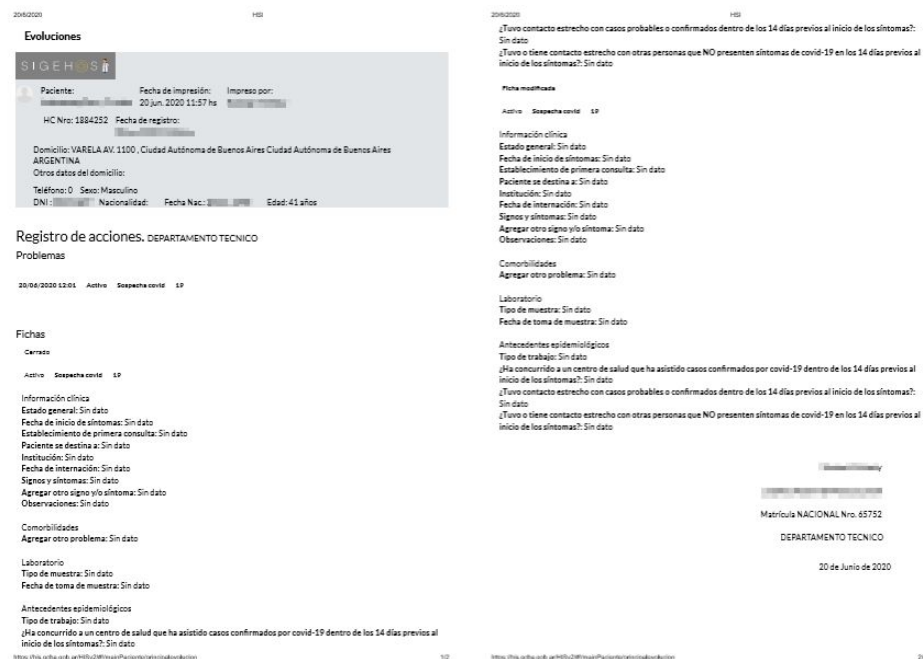 20/6/2020
HSI
Evoluciones
SIGEHOS
Paciente:
Fecha de impresión:
Impreso por:
20 jun. 2020 11:57 hs
HC Nro: 1884252 Fecha de registro:
Domicilio: VARELA AV. 1100 , Ciudad Autónoma de Buenos Aires Ciudad Autónoma de Buenos Aires
ARGENTINA
Otros datos del domicilio:
Teléfono: 0 Sexo: Masculino
DNI : Nacionalidad: Fecha Nac.: Edad: 41 años
Registro de acciones. DEPARTAMENTO TECNICO
Problemas
20/06/2020 12:01 Activo Sospecha covid 19
Fichas
Cerrado
Activo Sospecha covid 19
Información clínica
Estado general: Sin dato
Fecha de inicio de síntomas: Sin dato
Establecimiento de primera consulta: Sin dato
Paciente se destina a: Sin dato
Institución: Sin dato
Fecha de internación: Sin dato
Signos y síntomas: Sin dato
Agregar otro signo y/o síntoma: Sin dato
Observaciones: Sin dato
Comorbilidades
Agregar otro problema: Sin dato
Laboratorio
Tipo de muestra: Sin dato
Fecha de toma de muestra: Sin dato
Antecedentes epidemiológicos
Tipo de trabajo: Sin dato
¿Ha concurrido a un centro de salud que ha asistido casos confirmados por covid-19 dentro de los 14 días previos al
inicio de los síntomas?: Sin dato
1/2
20/6/2020
HSI
¿Tuvo contacto estrecho con casos probables o confirmados dentro de los 14 días previos al inicio de los síntomas?:
Sin dato
¿Tuvo o tiene contacto estrecho con otras personas que NO presenten síntomas de covid-19 en los 14 días previos al
inicio de los síntomas?: Sin dato
Ficha modificada
Activo Sospecha covid 19
Información clínica
Estado general: Sin dato
Fecha de inicio de síntomas: Sin dato
Establecimiento de primera consulta: Sin dato
Paciente se destina a: Sin dato
Institución: Sin dato
Fecha de internación: Sin dato
Signos y síntomas: Sin dato
Agregar otro signo y/o síntoma: Sin dato
Observaciones: Sin dato
Comorbilidades
Agregar otro problema: Sin dato
Laboratorio
Tipo de muestra: Sin dato
Fecha de toma de muestra: Sin dato
Antecedentes epidemiológicos
Tipo de trabajo: Sin dato
¿Ha concurrido a un centro de salud que ha asistido casos confirmados por covid-19 dentro de los 14 días previos al
inicio de los síntomas?: Sin dato
¿Tuvo contacto estrecho con casos probables o confirmados dentro de los 14 días previos al inicio de los síntomas?:
Sin dato
¿Tuvo o tiene contacto estrecho con otras personas que NO presenten síntomas de covid-19 en los 14 días previos al
inicio de los síntomas?: Sin dato
Matrícula NACIONAL Nro. 65752
DEPARTAMENTO TECNICO
20 de Junio de 2020